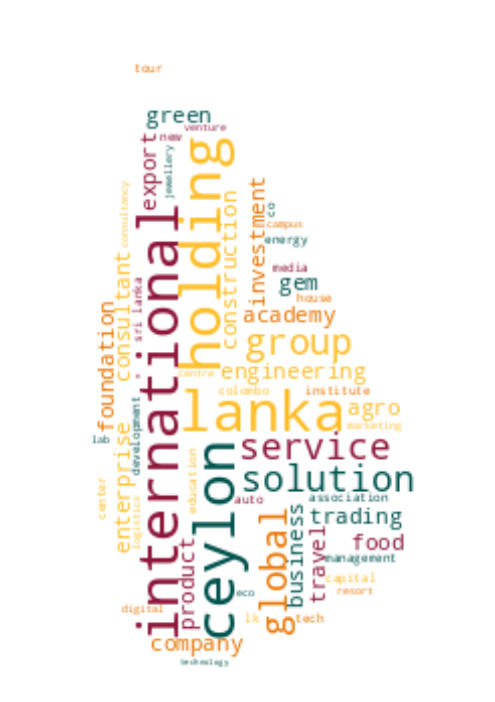 tour
green
venture
new
export
jewellery
holding
international
construction
investment
co
campus
energy
consultancy
consultant
media
gem
house
sri lanka
academy
foundation
group
centre
engineering
colombo
institute
lanka
agro
marketing
development
lab
enterprise
service
ceylon
solution
education
center
logistics
auto
association
global
business
trading
travel
food
product
management
capital
eco
resort
digital
lk
tech
company
technology